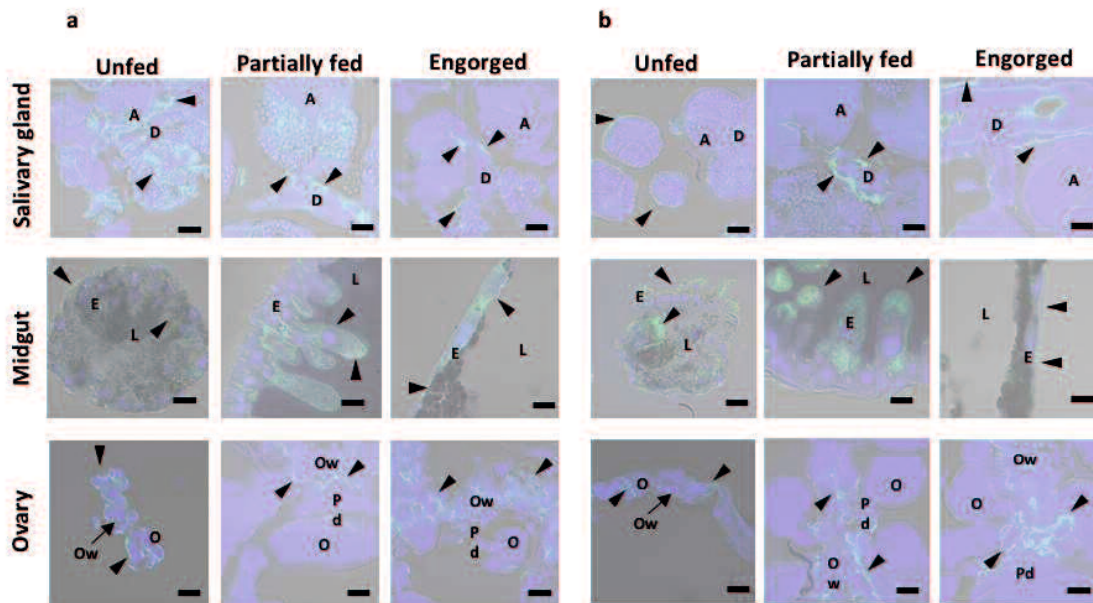 a b
Unfed Partially fed Engorged Unfed Partially fed Engorged
Salivary gland
A D
A D
A D
A D
A D
D A
Midgut
E L
L E
E L
E L
L E
L E
Ovary
Ow O
Ow P d O
Ow P d O
O Ow
O P d O w
Ow O Pd